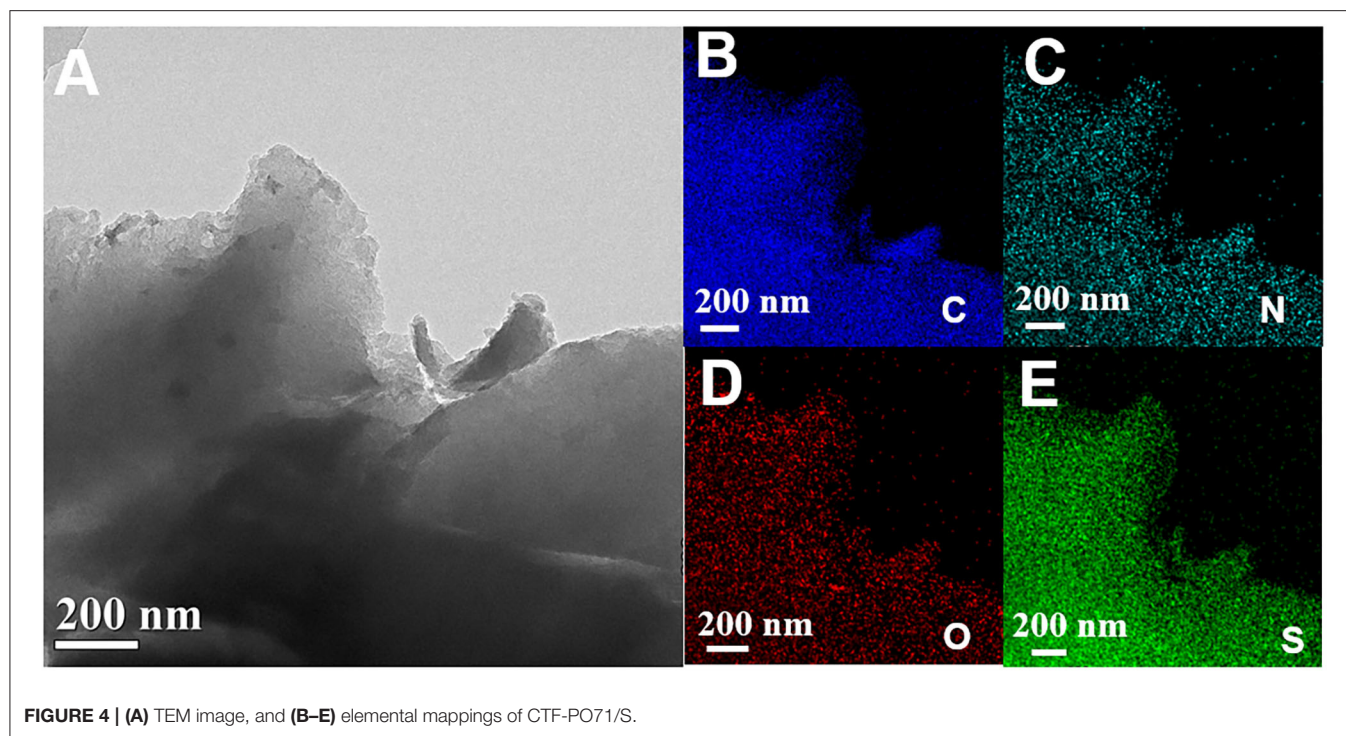 A
200 nm
B
200 nm
C
C
200 nm
N
D
200 nm
O
E
200 nm
S
FIGURE 4 | (A) TEM image, and (B–E) elemental mappings of CTF-PO71/S.